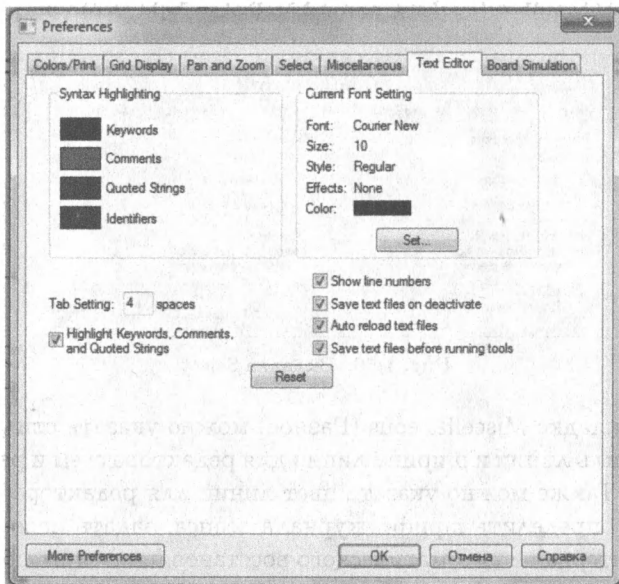 Preferences
Colors/Print Grid Display Pan and Zoom Select Miscellaneous Text Editor Board Simulation
Syntax Highlighting
Keywords
Comments
Quoted Strings
Identifiers
Current Font Setting
Font: Courier New
Size: 10
Style: Regular
Effects: None
Color:
Set...
Tab Setting: 4 spaces
Highlight Keywords, Comments,
and Quoted Strings
Show line numbers
Save text files on deactivate
Auto reload text files
Save text files before running tools
Reset
More Preferences OK Отмена Справка